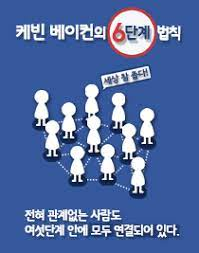 케빈 베이컨의 6단계 법칙
세상 참 좁다!
전혀 관계없는 사람도
여섯단계 안에 모두 연결되어 있다.